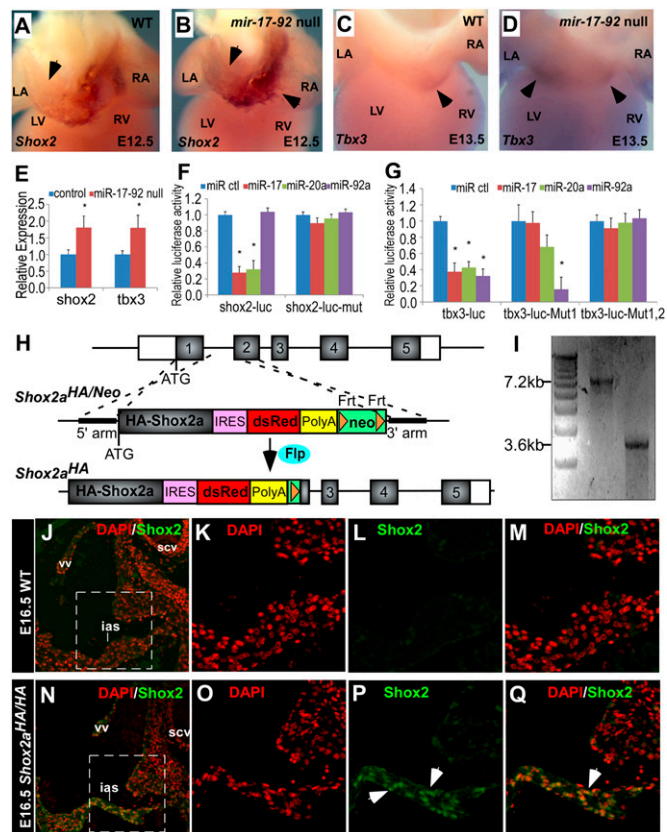 A
WT
LA
RA
LV
RV
Shox2
E12.5
B
mir-17-92 null
LA
RA
LV
RV
Shox2
E12.5
C
WT
LA
RA
LV
RV
Tbx3
E13.5
D
mir-17-92 null
LA
RA
LV
RV
Tbx3
E13.5
E
control miR-17-92 null
Relative Expression
2.5
2.0
1.5
1.0
0.5
0
* *
shox2 tbx3
F
miR ctl miR-17 miR-20a miR-92a
Relative luciferase activity
1.2
1.0
0.8
0.6
0.4
0.2
0.0
* *
shox2-luc shox2-luc-mut
G
miR ctl miR-17 miR-20a miR-92a
Relative luciferase activity
1.4
1.2
1.0
0.8
0.6
0.4
0.2
0
* * * *
tbx3-luc tbx3-luc-Mut1 tbx3-luc-Mut1,2
H
1 2 3 4 5
ATG
Shox2a HA/Neo
Frt Frt
HA-Shox2a IRES dsRed PolyA neo
5' arm 3' arm
ATG
Flp
Shox2a HA
HA-Shox2a IRES dsRed PolyA 3 4 5
I
7.2kb
3.6kb
E16.5 WT
J
DAPI/Shox2
vv
scv
ias
K
DAPI
L
Shox2
M
DAPI/Shox2
E16.5 Shox2a HA/HA
N
DAPI/Shox2
vv
scv
ias
O
DAPI
P
Shox2
Q
DAPI/Shox2